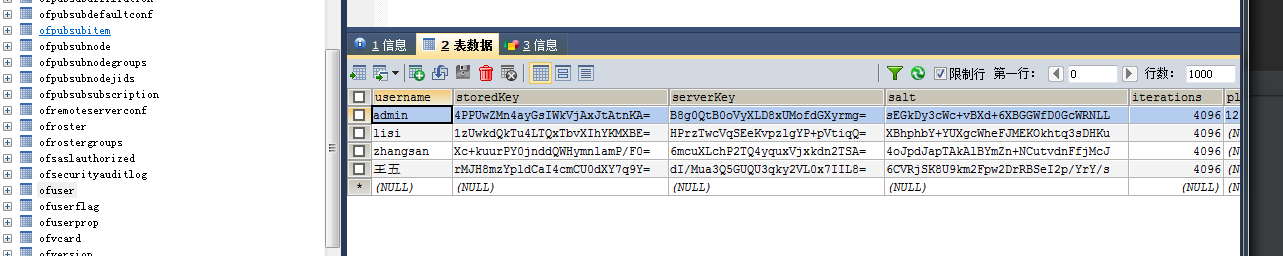 ofpubsubdefaultconf
ofpubsubitem
ofpubsubnode
ofpubsubnodegroups
ofpubsubnodejids
ofpubsubsubscription
ofremoteserverconf
ofroster
ofrostergroups
ofsaslauthorized
ofsecurityauditlog
ofuser
ofuserflag
ofuserprop
ofvcard
ofversion
1 信息 2 表数据 3 信息
限制行 第一行: 0 行数: 1000
username storedKey serverKey salt iterations pl
admin 4PPUwZMn4ayGsIWkVjAxJtAtnKA= B8g0QtB0oVyXLD8xUMofdGXyrmg= sEGkDy3cWc+vBXd+6XBGGWfD0GcWRNLL 4096 12
lisi 1zUwkdQkTu4LTQxTbvXIhYKMXBE= HPrzTwcVqSEeKvpzlgYP+pVtiqQ= XBhphbY+YUXgcWheFJMEKOkhtq3sDHKu 4096 (N
zhangsan Xc+kuurPY0jnddQWHymnlamP/F0= 6mcuXLchP2TQ4yquxVjxkdn2TSA= 4oJpdJapTAkAlBYmZn+NCutvdnFfjMcJ 4096 (N
王五 rMJH8mzYpldCaI4cmCU0dXY7q9Y= dI/Mua3Q5GUQU3qky2VL0x7IIL8= 6CVRjSK8U9km2Fpw2DrRBSeI2p/YrY/s 4096 (N
* (NULL) (NULL) (NULL) (NULL) (NULL) (N